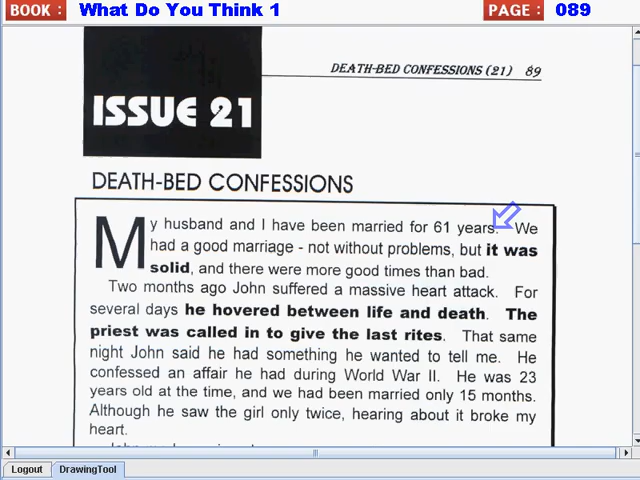 BOOK : What Do You Think 1 PAGE : 089
DEATH-BED CONFESSIONS (21) 89
ISSUE 21
DEATH-BED CONFESSIONS
My husband and I have been married for 61 years. We
had a good marriage - not without problems, but it was
solid, and there were more good times than bad.
Two months ago John suffered a massive heart attack. For
several days he hovered between life and death. The
priest was called in to give the last rites. That same
night John said he had something he wanted to tell me. He
confessed an affair he had during World War II. He was 23
years old at the time, and we had been married only 15 months.
Although he saw the girl only twice, hearing about it broke my
heart.
Logout DrawingTool